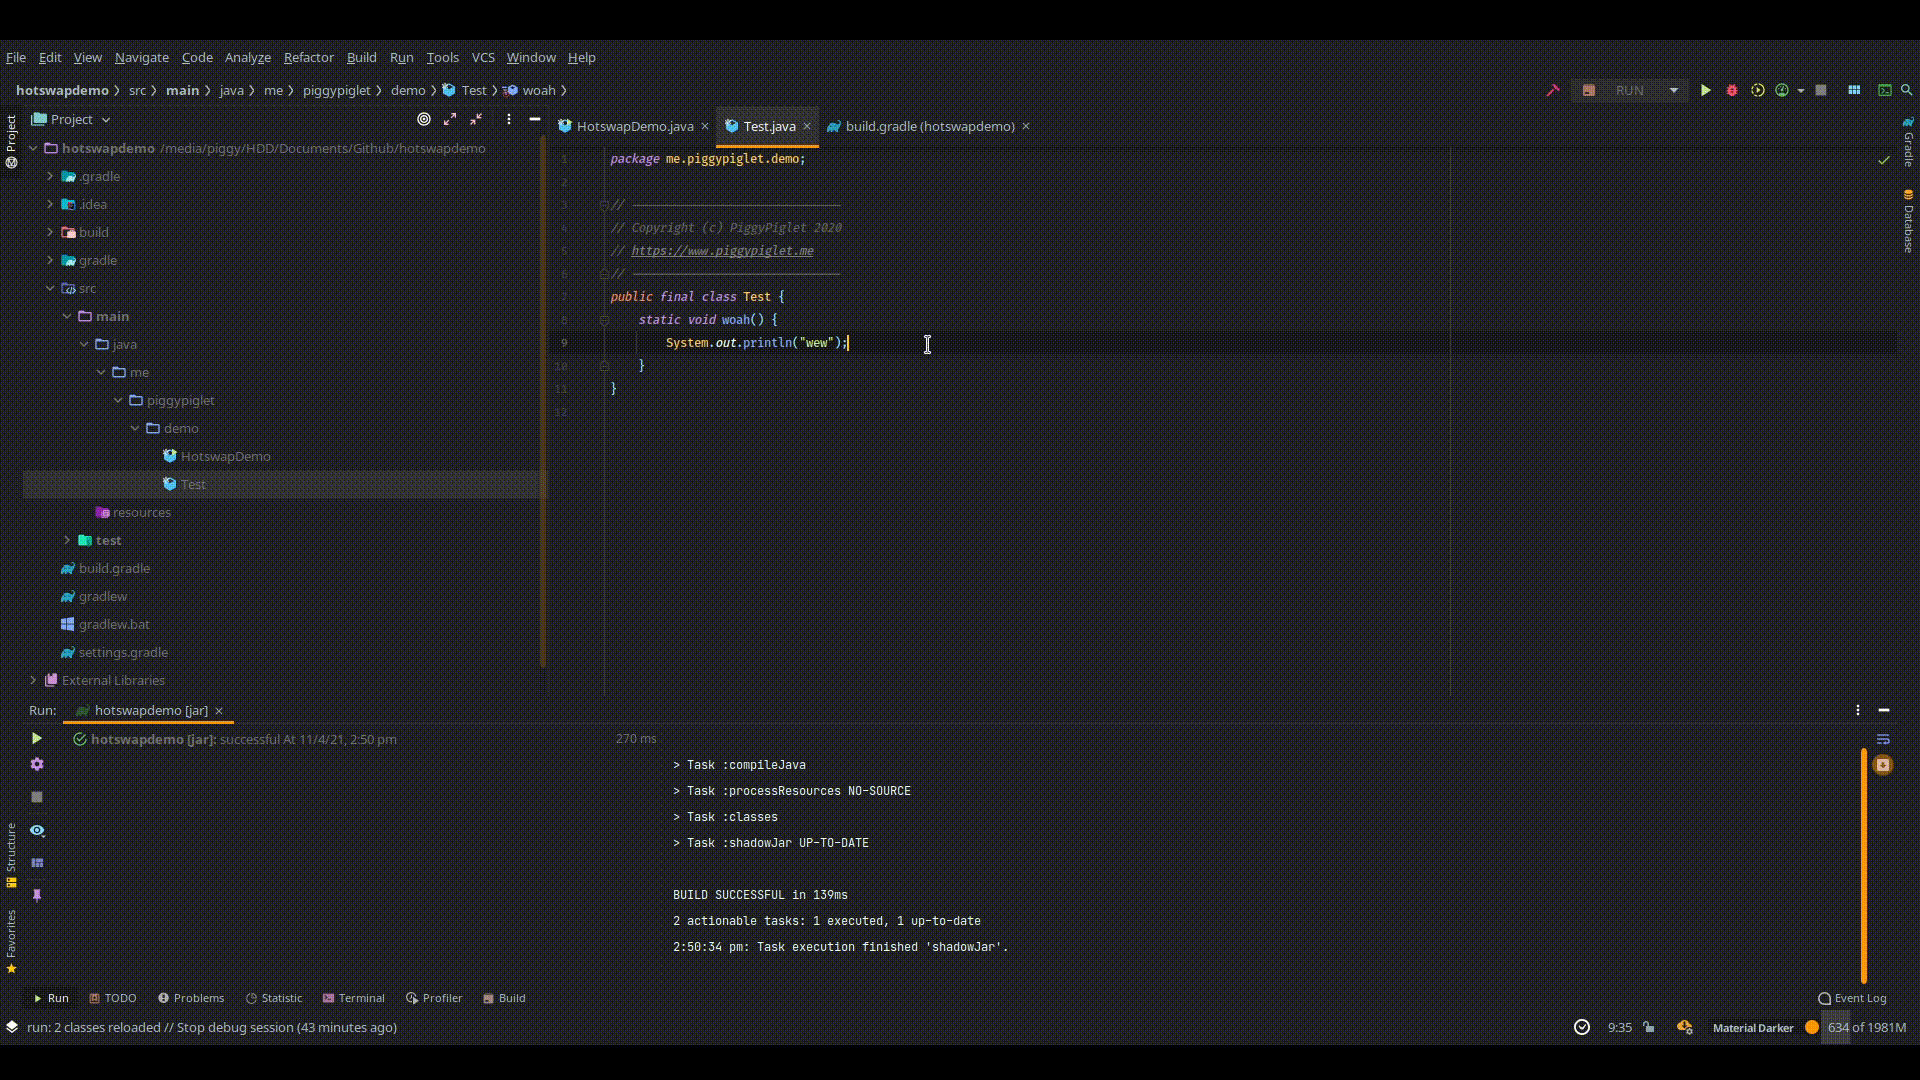 File Edit View Navigate Code Analyze Refactor Build Run Tools VCS Window Help
hotswapdemo src main java me piggypiglet demo Test woah RUN
Project
Project
HotswapDemo.java Test.java build.gradle (hotswapdemo)
Gradle
Database
hotswapdemo /media/piggy/HDD/Documents/Github/hotswapdemo
.gradle
.idea
build
gradle
src
main
java
me
piggypiglet
demo
HotswapDemo
Test
resources
test
build.gradle
gradlew
gradlew.bat
settings.gradle
External Libraries
1 package me.piggypiglet.demo;
2
3 // ------------------------------
4 // Copyright (c) PiggyPiglet 2020
5 // https://www.piggypiglet.me
6 // ------------------------------
7 public final class Test {
8 static void woah() {
9 System.out.println("wew");
10 }
11 }
12
Run: hotswapdemo [jar]
hotswapdemo [jar]: successful At 11/4/21, 2:50 pm 270 ms
> Task :compileJava
> Task :processResources NO-SOURCE
> Task :classes
> Task :shadowJar UP-TO-DATE
BUILD SUCCESSFUL in 139ms
2 actionable tasks: 1 executed, 1 up-to-date
2:50:34 pm: Task execution finished 'shadowJar'.
Structure
Favorites
Run TODO Problems Statistic Terminal Profiler Build Event Log
run: 2 classes reloaded // Stop debug session (43 minutes ago) 9:35 Material Darker 634 of 1981M